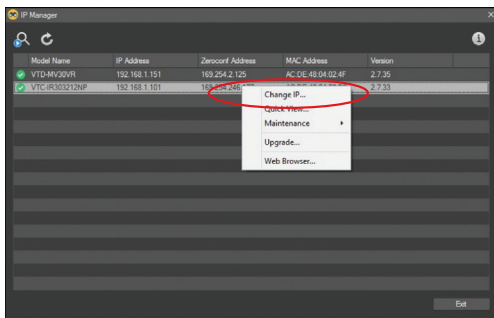 IP Manager
Model Name IP Address Zeroconf Address MAC Address Version
VTD-MV30VR 192.168.1.151 169.254.2.125 AC:DE:48:04:02:4F 2.7.35
VTC-IR303212NP 192.168.1.101 2.7.33
Change IP...
Quick View...
Maintenance
Upgrade...
Web Browser...
Exit